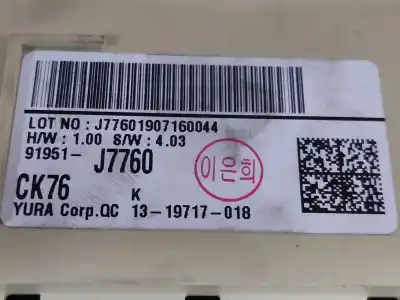 LOT NO : J77601907160044
H/W : 1.00 S/W : 4.03
91951- J7760
이은희
CK76 K
YURA Corp.QC 13-19717-018